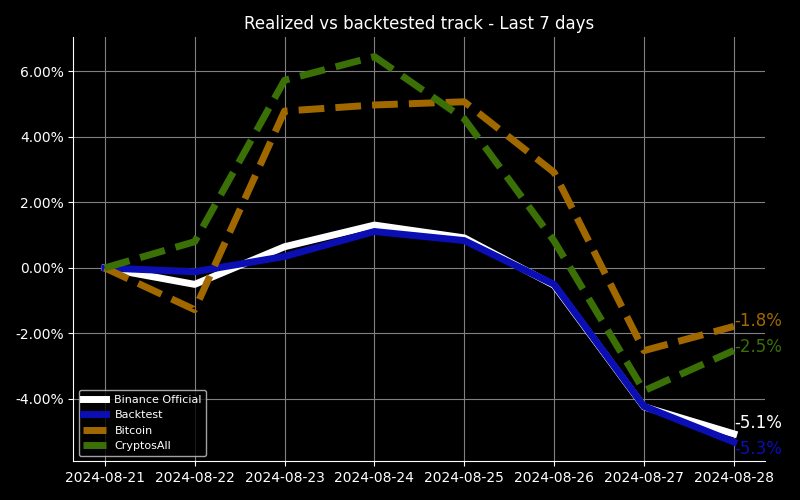 Realized vs backtested track - Last 7 days
6.00%
4.00%
2.00%
0.00%
-2.00%
-4.00%
-1.8%
-2.5%
-5.1%
-5.3%
Binance Official
Backtest
Bitcoin
CryptosAll
2024-08-21 2024-08-22 2024-08-23 2024-08-24 2024-08-25 2024-08-26 2024-08-27 2024-08-28